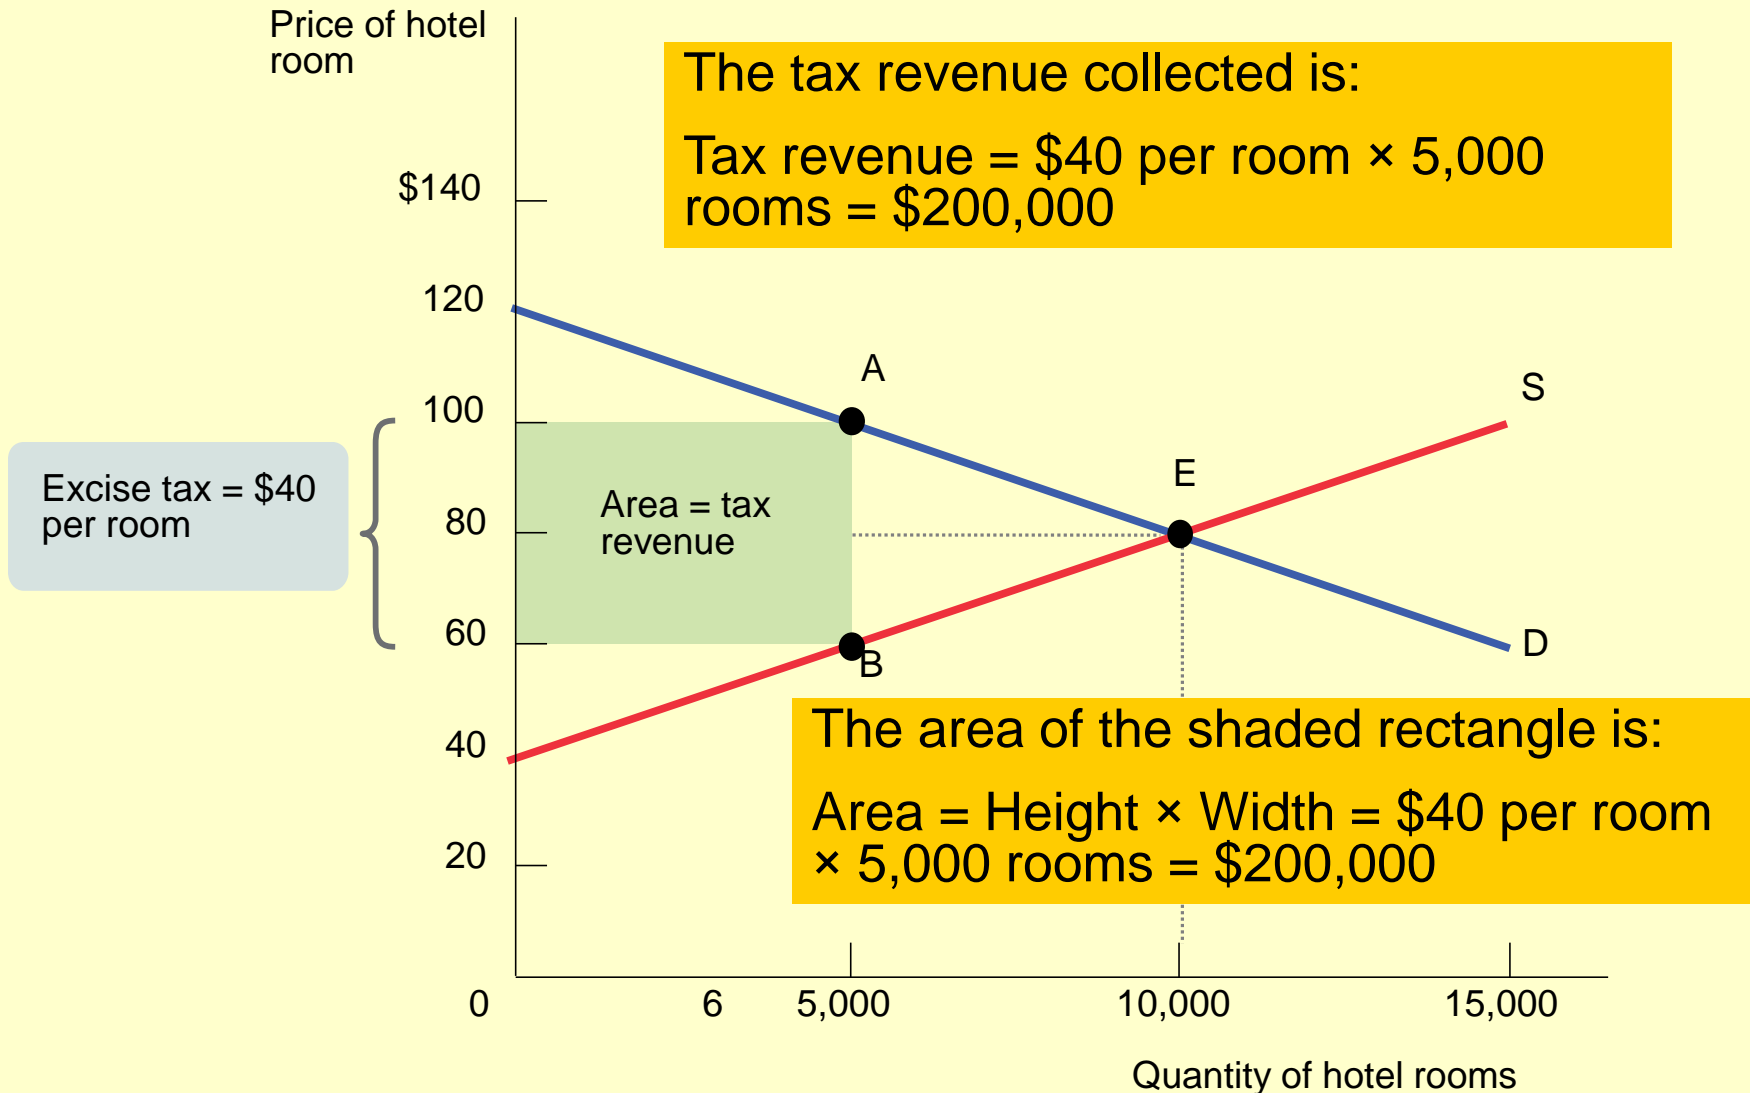 Price of hotel
room
The tax revenue collected is:
Tax revenue = $40 per room × 5,000
rooms = $200,000
$140
120
A
100
S
E
Excise tax = $40
per room
Area = tax
revenue
80
60
D
B
The area of the shaded rectangle is:
Area = Height × Width = $40 per room
× 5,000 rooms = $200,000
40
20
0 6 5,000 10,000 15,000
Quantity of hotel rooms